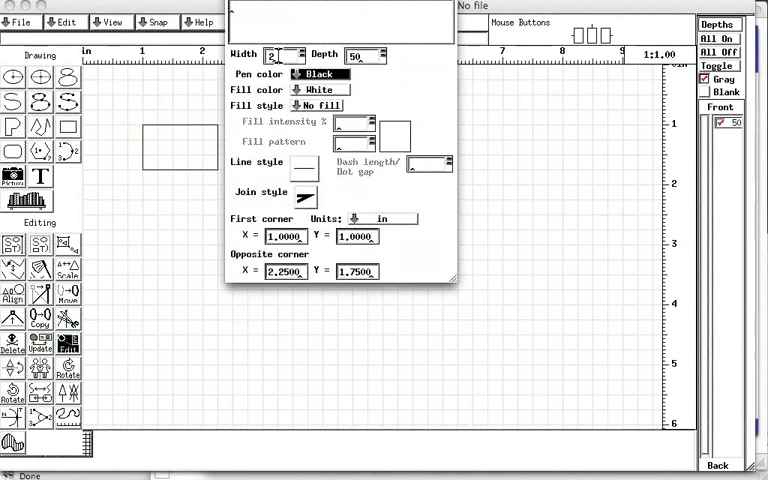 No file
File Edit View Snap Help
Mouse Buttons
in 1 2 7 8 9 1:1.00
Drawing
Picture
T
Editing
Scale
Align Move
Copy
Delete Update Edit
Rotate
Rotate
Width 2 Depth 50
Pen color Black
Fill color White
Fill style No fill
Fill intensity %
Fill pattern
Line style Dash length/
Dot gap
Join style
First corner Units: in
X = 1.0000 Y = 1.0000
Opposite corner
X = 2.2500 Y = 1.7500
1
2
3
4
5
6
Depths
All On
All Off
Toggle
Gray
Blank
Front
50
Back
Done